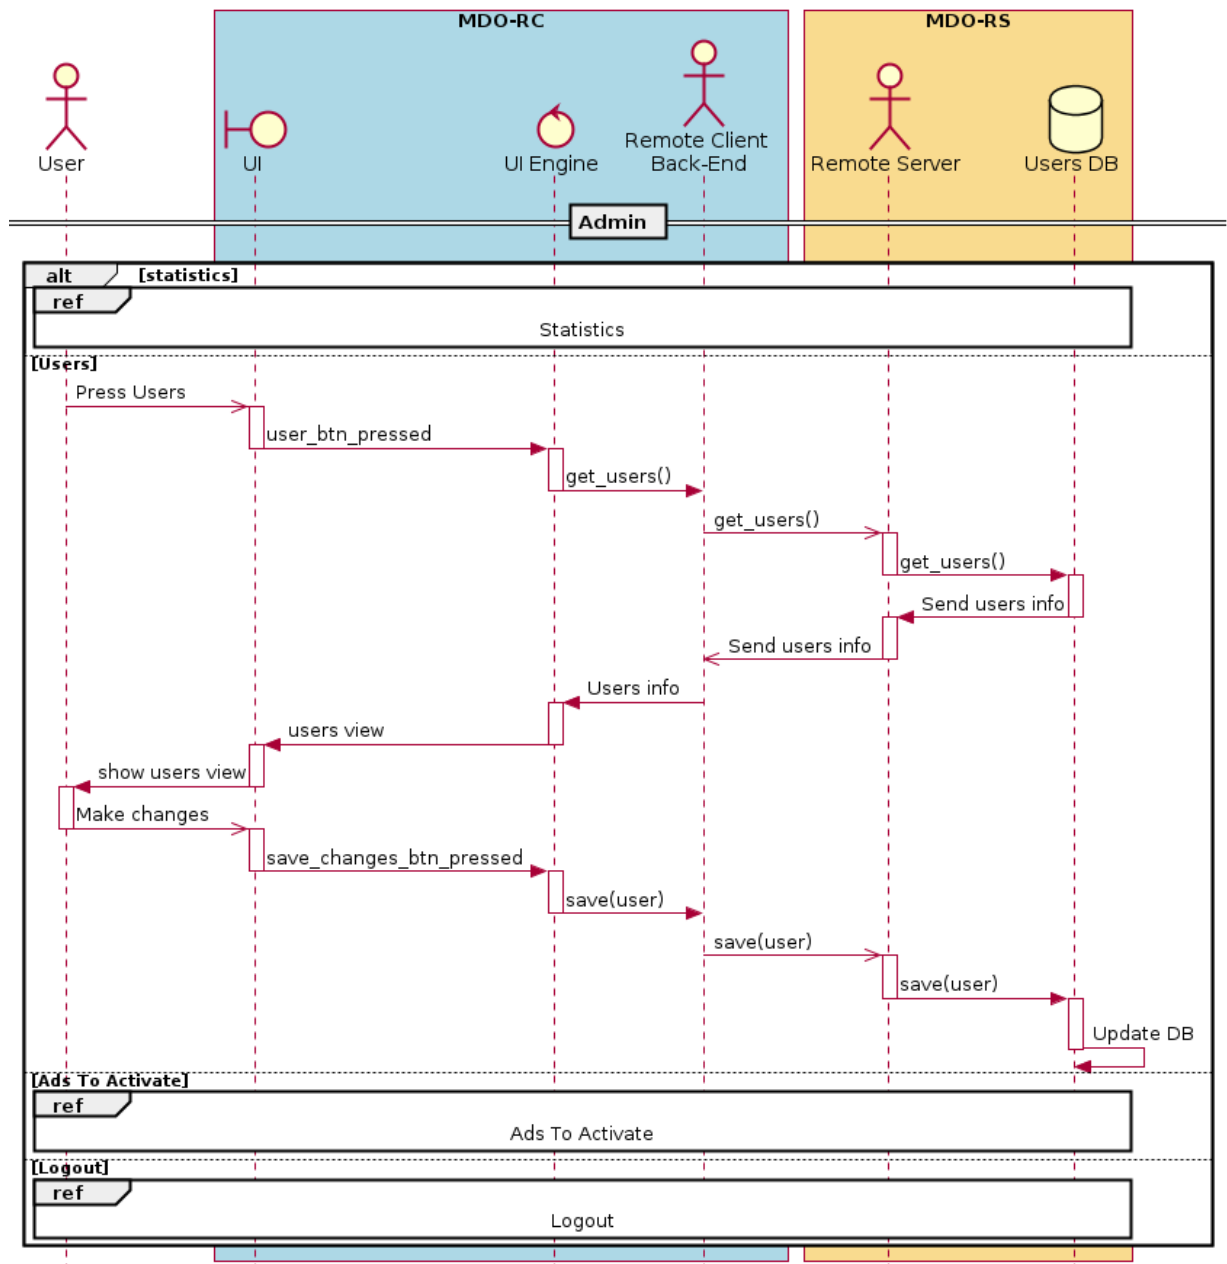 MDO-RC
MDO-RS
User
UI
UI Engine
Remote Client
Back-End
Remote Server
Users DB
Admin
alt
[statistics]
ref
Statistics
[Users]
Press Users
user_btn_pressed
get_users()
get_users()
get_users()
Send users info
Send users info
Users info
users view
show users view
Make changes
save_changes_btn_pressed
save(user)
save(user)
save(user)
Update DB
[Ads To Activate]
ref
Ads To Activate
[Logout]
ref
Logout